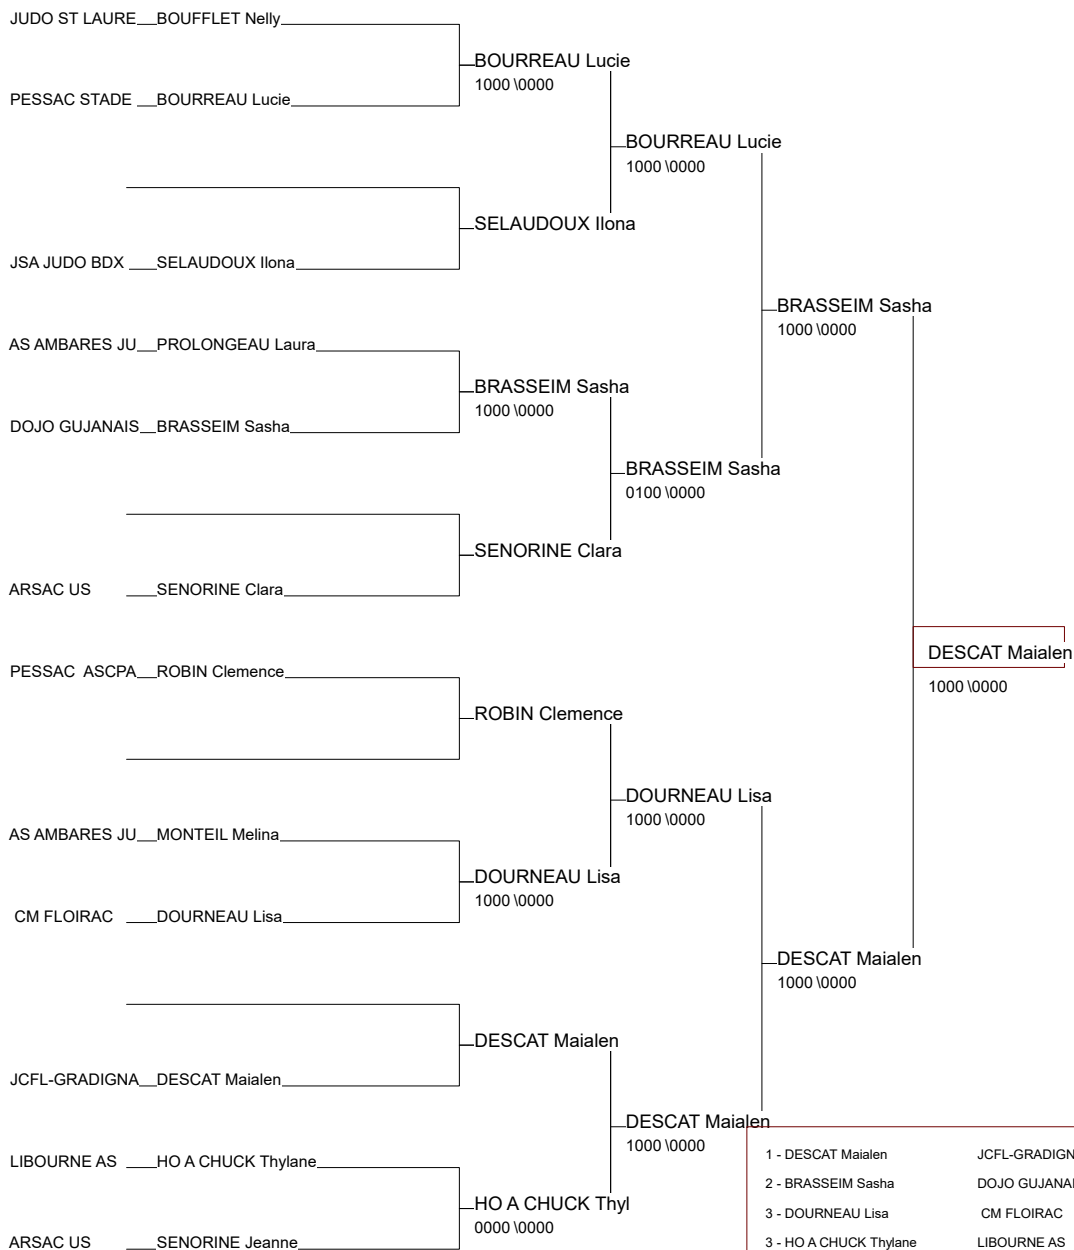 JUDO ST LAURE BOUFFLET Nelly
BOURREAU Lucie
1000 \0000
PESSAC STADE BOURREAU Lucie
BOURREAU Lucie
1000 \0000
SELAUDOUX Ilona
JSA JUDO BDX SELAUDOUX Ilona
BRASSEIM Sasha
1000 \0000
AS AMBARES JU PROLONGEAU Laura
BRASSEIM Sasha
1000 \0000
DOJO GUJANAIS BRASSEIM Sasha
BRASSEIM Sasha
0100 \0000
SENORINE Clara
ARSAC US SENORINE Clara
DESCAT Maialen
1000 \0000
PESSAC ASCPA ROBIN Clemence
ROBIN Clemence
DOURNEAU Lisa
1000 \0000
AS AMBARES JU MONTEIL Melina
DOURNEAU Lisa
1000 \0000
CM FLOIRAC DOURNEAU Lisa
DESCAT Maialen
1000 \0000
DESCAT Maialen
JCFL-GRADIGNA DESCAT Maialen
DESCAT Maialen
1000 \0000
LIBOURNE AS HO A CHUCK Thylane
HO A CHUCK Thyl
0000 \0000
ARSAC US SENORINE Jeanne
1 - DESCAT Maialen JCFL-GRADIGN
2 - BRASSEIM Sasha DOJO GUJANAI
3 - DOURNEAU Lisa CM FLOIRAC
3 - HO A CHUCK Thylane LIBOURNE AS